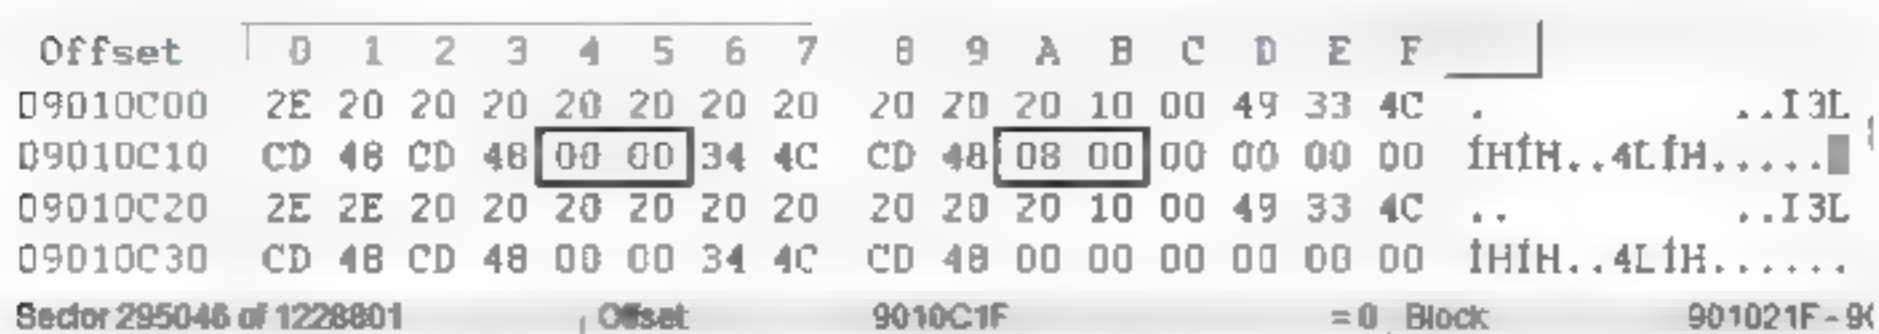 Offset 0 1 2 3 4 5 6 7 8 9 A B C D E F
09010C00 2E 20 20 20 20 20 20 20 20 20 20 10 00 49 33 4C . ..I3L
09010C10 CD 48 CD 48 00 00 34 4C CD 48 08 00 00 00 00 00 ÍHÍH..4LÍH.....
09010C20 2E 2E 20 20 20 20 20 20 20 20 20 10 00 49 33 4C .. ..I3L
09010C30 CD 48 CD 48 00 00 34 4C CD 48 00 00 00 00 00 00 ÍHÍH..4LÍH......
Sector 295046 of 1228801 Offset 9010C1F = 0 Block 901021F -